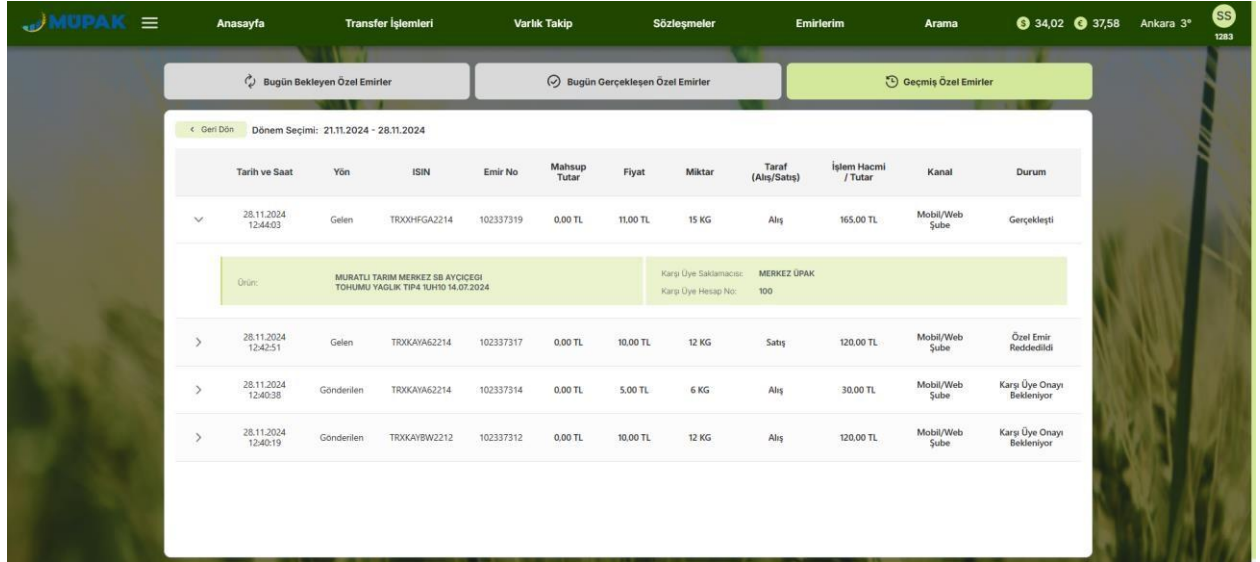 MÜPAK
Anasayfa Transfer İşlemleri Varlık Takip Sözleşmeler Emirlerim Arama $ 34,02 € 37,58 Ankara 3° SS
1283
Bugün Bekleyen Özel Emirler Bugün Gerçekleşen Özel Emirler Geçmiş Özel Emirler
Geri Dön Dönem Seçimi: 21.11.2024 - 28.11.2024
Tarih ve Saat Yön ISIN Emir No Mahsup Tutar Fiyat Miktar Taraf (Alış/Satış) İşlem Hacmi / Tutar Kanal Durum
28.11.2024 12:44:03 Gelen TRXXHFGA2214 102337319 0,00 TL 11,00 TL 15 KG Alış 165,00 TL Mobil/Web Şube Gerçekleşti
Ürün: MURATLI TARIM MERKEZ SB AYCICEGI
TOHUMU YAGLIK TIP4 1UH10 14.07.2024
Karşı Üye Saklamacısı: MERKEZ ÜPAK
Karşı Üye Hesap No: 100
28.11.2024 12:42:51 Gelen TRXKAYA62214 102337317 0,00 TL 10,00 TL 12 KG Satış 120,00 TL Mobil/Web Şube Özel Emir Reddedildi
28.11.2024 12:40:38 Gönderilen TRXKAYA62214 102337314 0,00 TL 5,00 TL 6 KG Alış 30,00 TL Mobil/Web Şube Karşı Üye Onayı Bekleniyor
28.11.2024 12:40:19 Gönderilen TRXKAYBW2212 102337312 0,00 TL 10,00 TL 12 KG Alış 120,00 TL Mobil/Web Şube Karşı Üye Onayı Bekleniyor